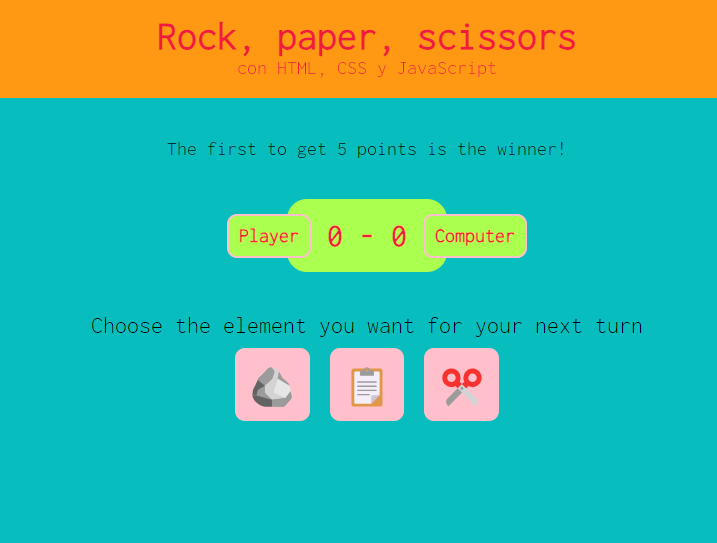 Rock, paper, scissors
con HTML, CSS y JavaScript
The first to get 5 points is the winner!
Player 0 - 0 Computer
Choose the element you want for your next turn